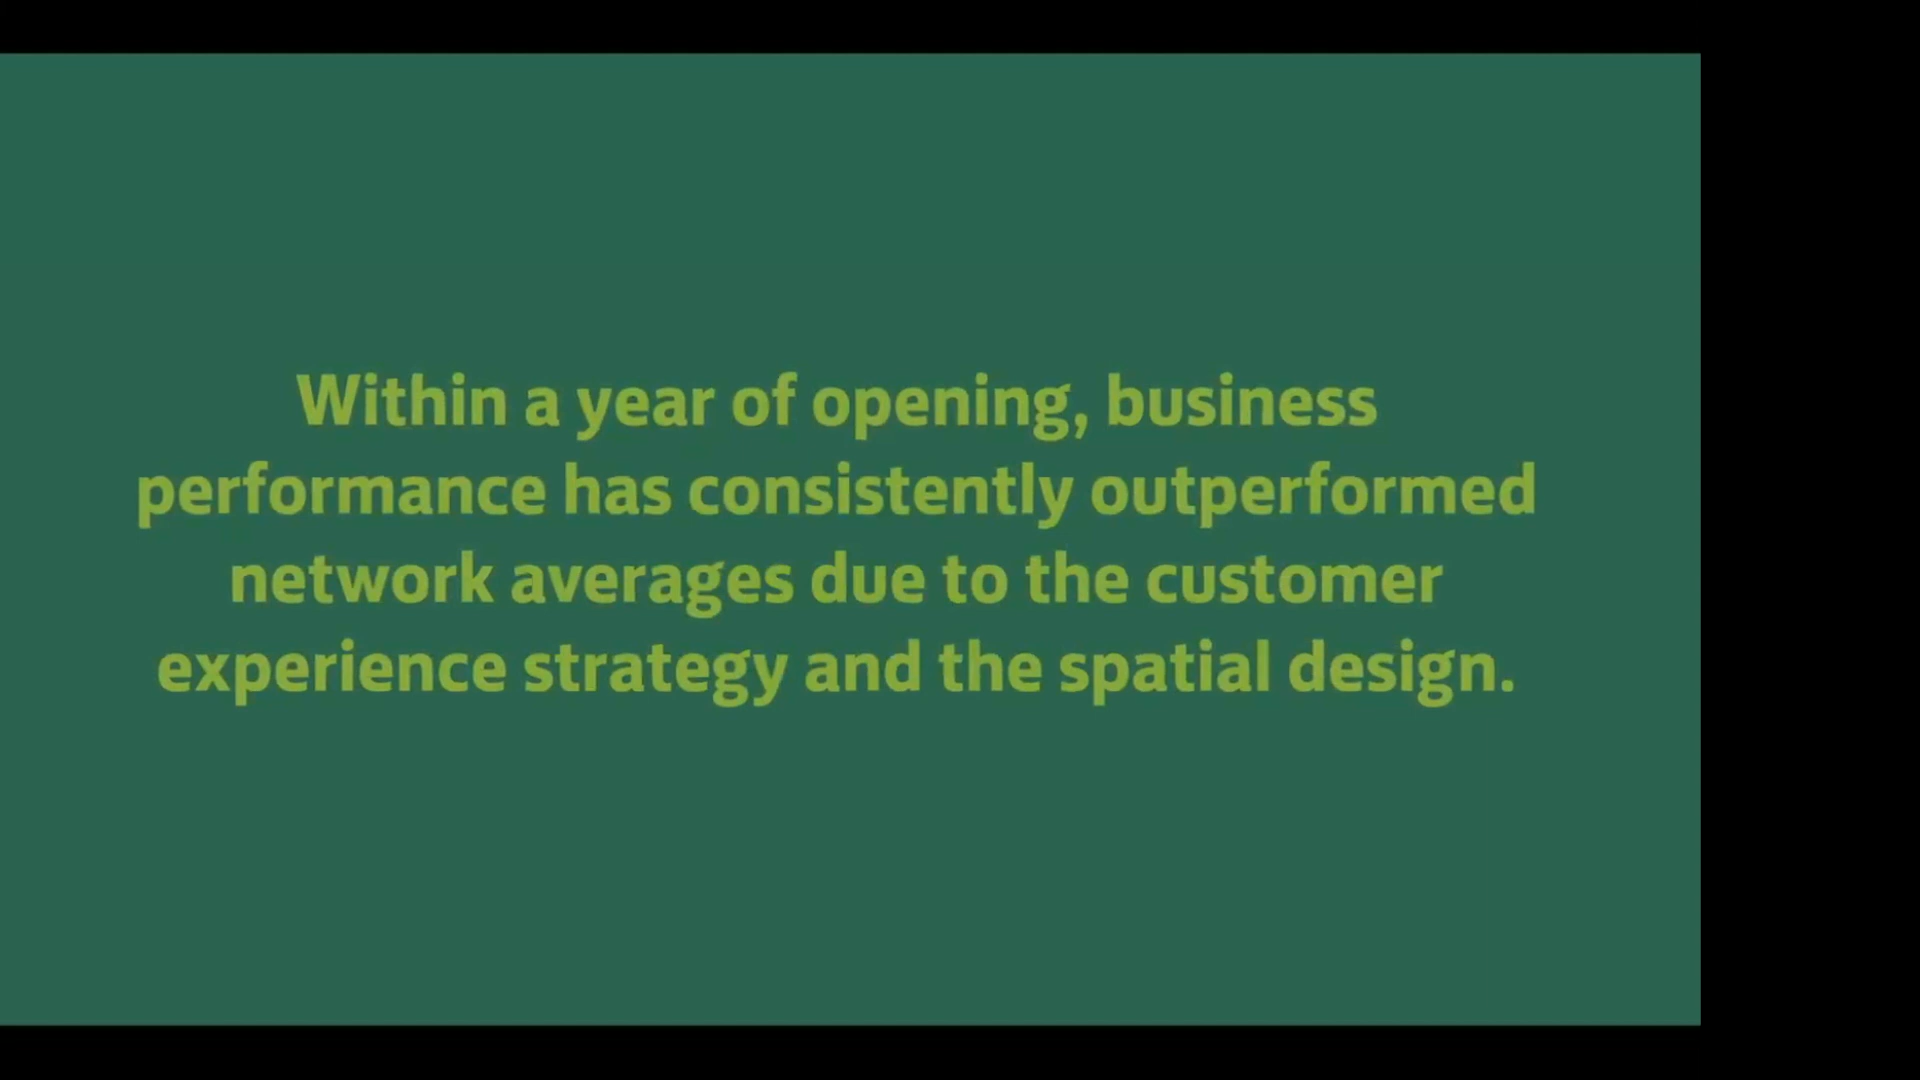 Within a year of opening, business
performance has consistently outperformed
network averages due to the customer
experience strategy and the spatial design.